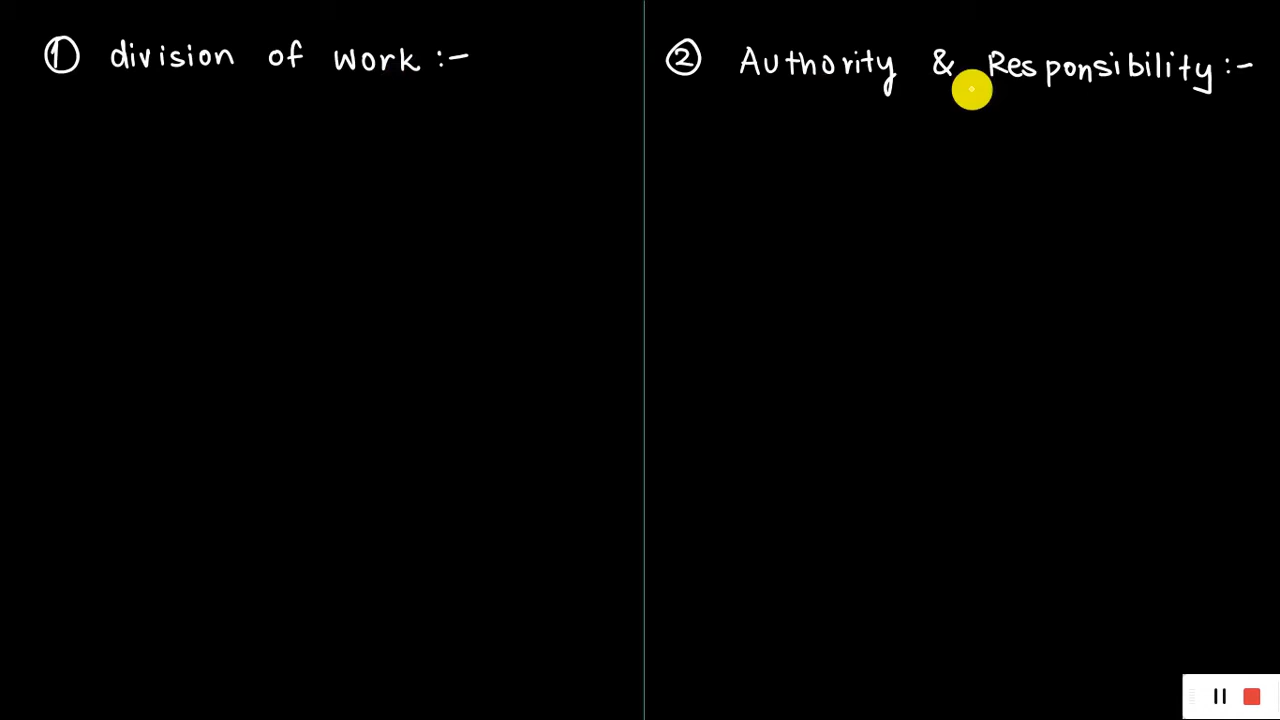 ① division of work :-
② Authority & Responsibility :-